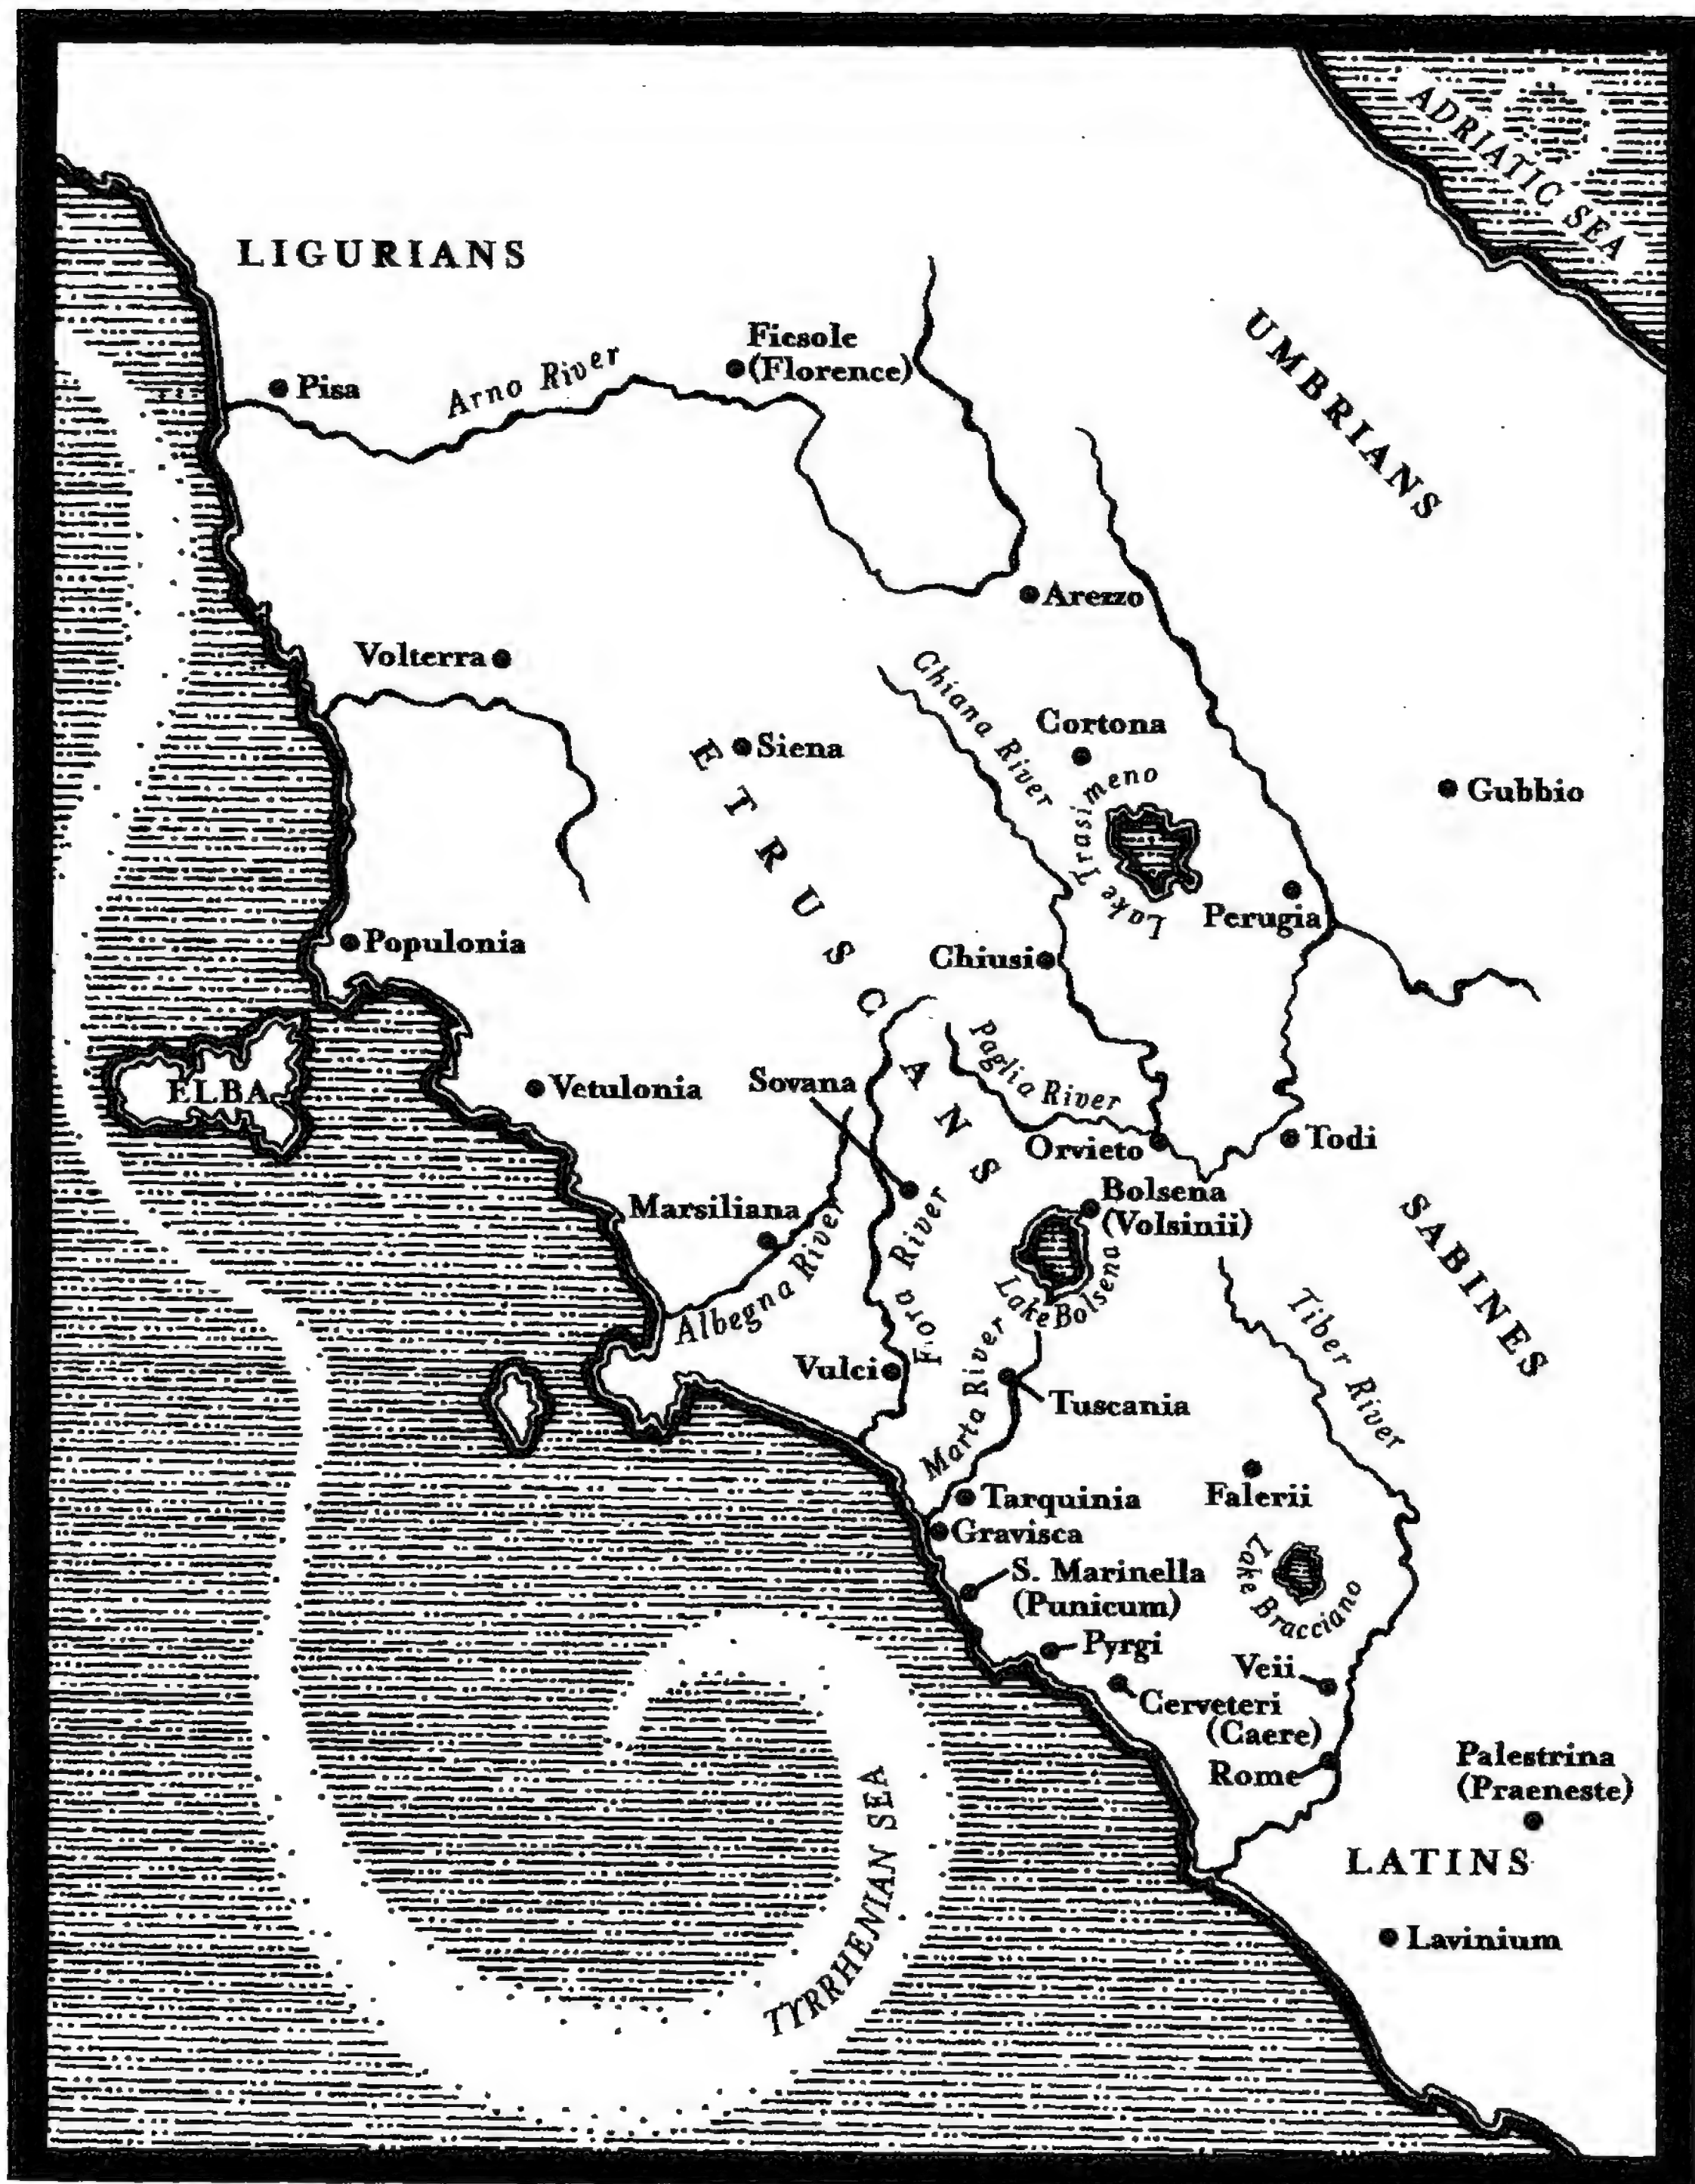 ADRIATIC SEA
LIGURIANS
UMBRIANS
Fiesole
(Florence)
Arno River
Pisa
Arezzo
Volterra
Chiana River
Cortona
Siena
Lake Trasimeno
Gubbio
ETRUSCANS
Perugia
Populonia
Chiusi
Paglia River
ELBA
Vetulonia
Sovana
Orvieto
Todi
Marsiliana
Bolsena
(Volsinii)
SABINES
Albegna River
Fiora River
Lake Bolsena
Tiber River
Vulci
Marta River
Tuscania
Tarquinia
Falerii
Gravisca
S. Marinella
(Punicum)
Lake Bracciano
Pyrgi
Veii
Cerveteri
(Caere)
Rome
Palestrina
(Praeneste)
TYRRHENIAN SEA
LATINS
Lavinium